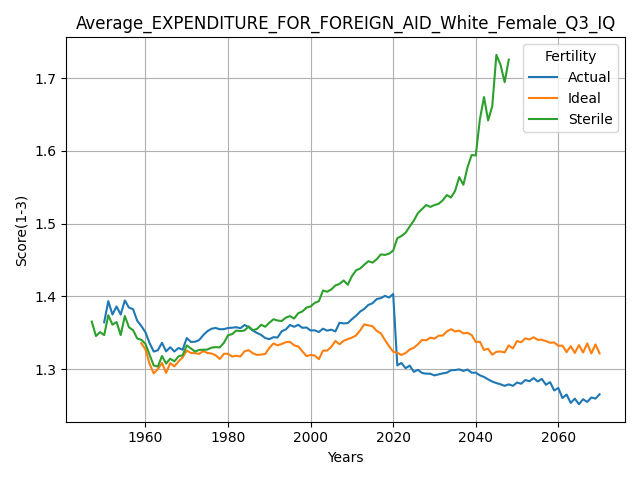 Average_EXPENDITURE_FOR_FOREIGN_AID_White_Female_Q3_IQ
Fertility
Actual
Ideal
Sterile
Score(1-3)
1.7
1.6
1.5
1.4
1.3
1960 1980 2000 2020 2040 2060
Years